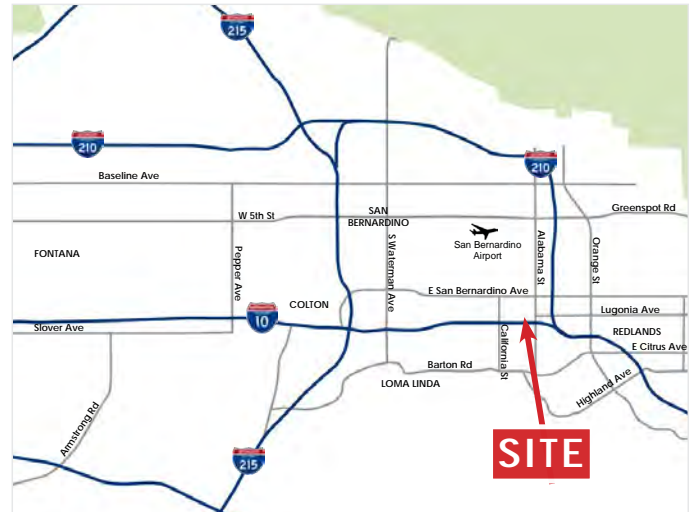 215
210
210
Baseline Ave
W 5th St
SAN
BERNARDINO
Greenspot Rd
FONTANA
Pepper Ave
S Waterman Ave
San Bernardino
Airport
Alabama St
Orange St
E San Bernardino Ave
COLTON
10
Slover Ave
California St
Lugonia Ave
REDLANDS
E Citrus Ave
Barton Rd
LOMA LINDA
Highland Ave
Armstrong Rd
215
SITE